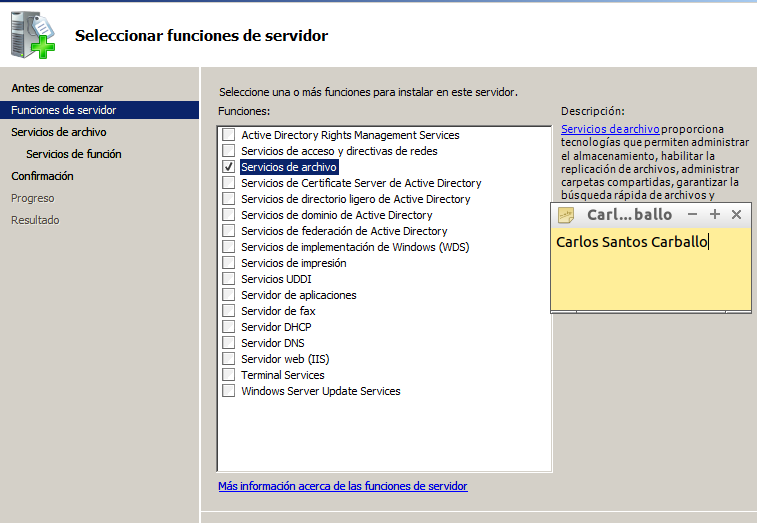 Seleccionar funciones de servidor
Antes de comenzar
Funciones de servidor
Servicios de archivo
Servicios de función
Confirmación
Progreso
Resultado
Seleccione una o más funciones para instalar en este servidor.
Funciones:
Active Directory Rights Management Services
Servicios de acceso y directivas de redes
Servicios de archivo
Servicios de Certificate Server de Active Directory
Servicios de directorio ligero de Active Directory
Servicios de dominio de Active Directory
Servicios de federación de Active Directory
Servicios de implementación de Windows (WDS)
Servicios de impresión
Servicios UDDI
Servidor de aplicaciones
Servidor de fax
Servidor DHCP
Servidor DNS
Servidor web (IIS)
Terminal Services
Windows Server Update Services
Más información acerca de las funciones de servidor
Descripción:
Servicios de archivo proporciona
tecnologías que permiten administrar
el almacenamiento, habilitar la
replicación de archivos, administrar
carpetas compartidas, garantizar la
búsqueda rápida de archivos y
Carl...ballo
Carlos Santos Carballo